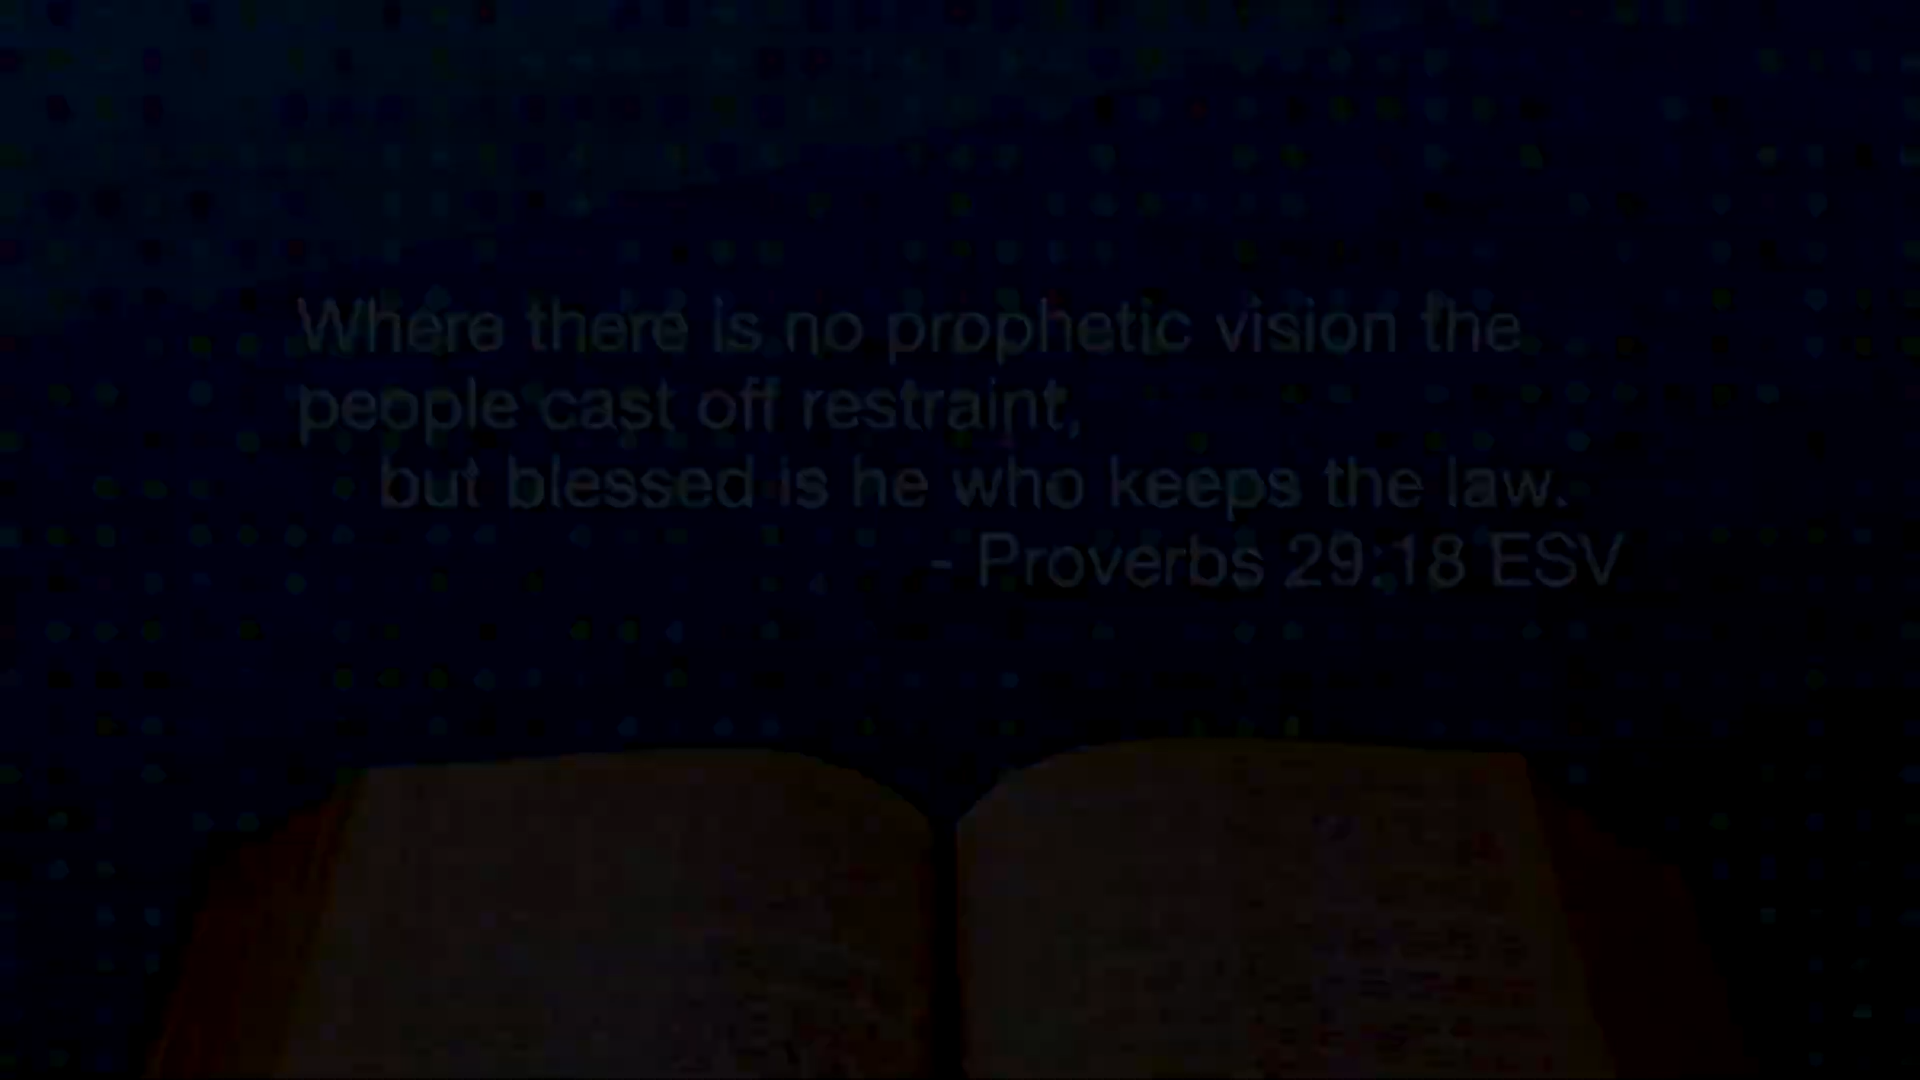 Where there is no prophetic vision the
people cast off restraint,
but blessed is he who keeps the law.
- Proverbs 29:18 ESV